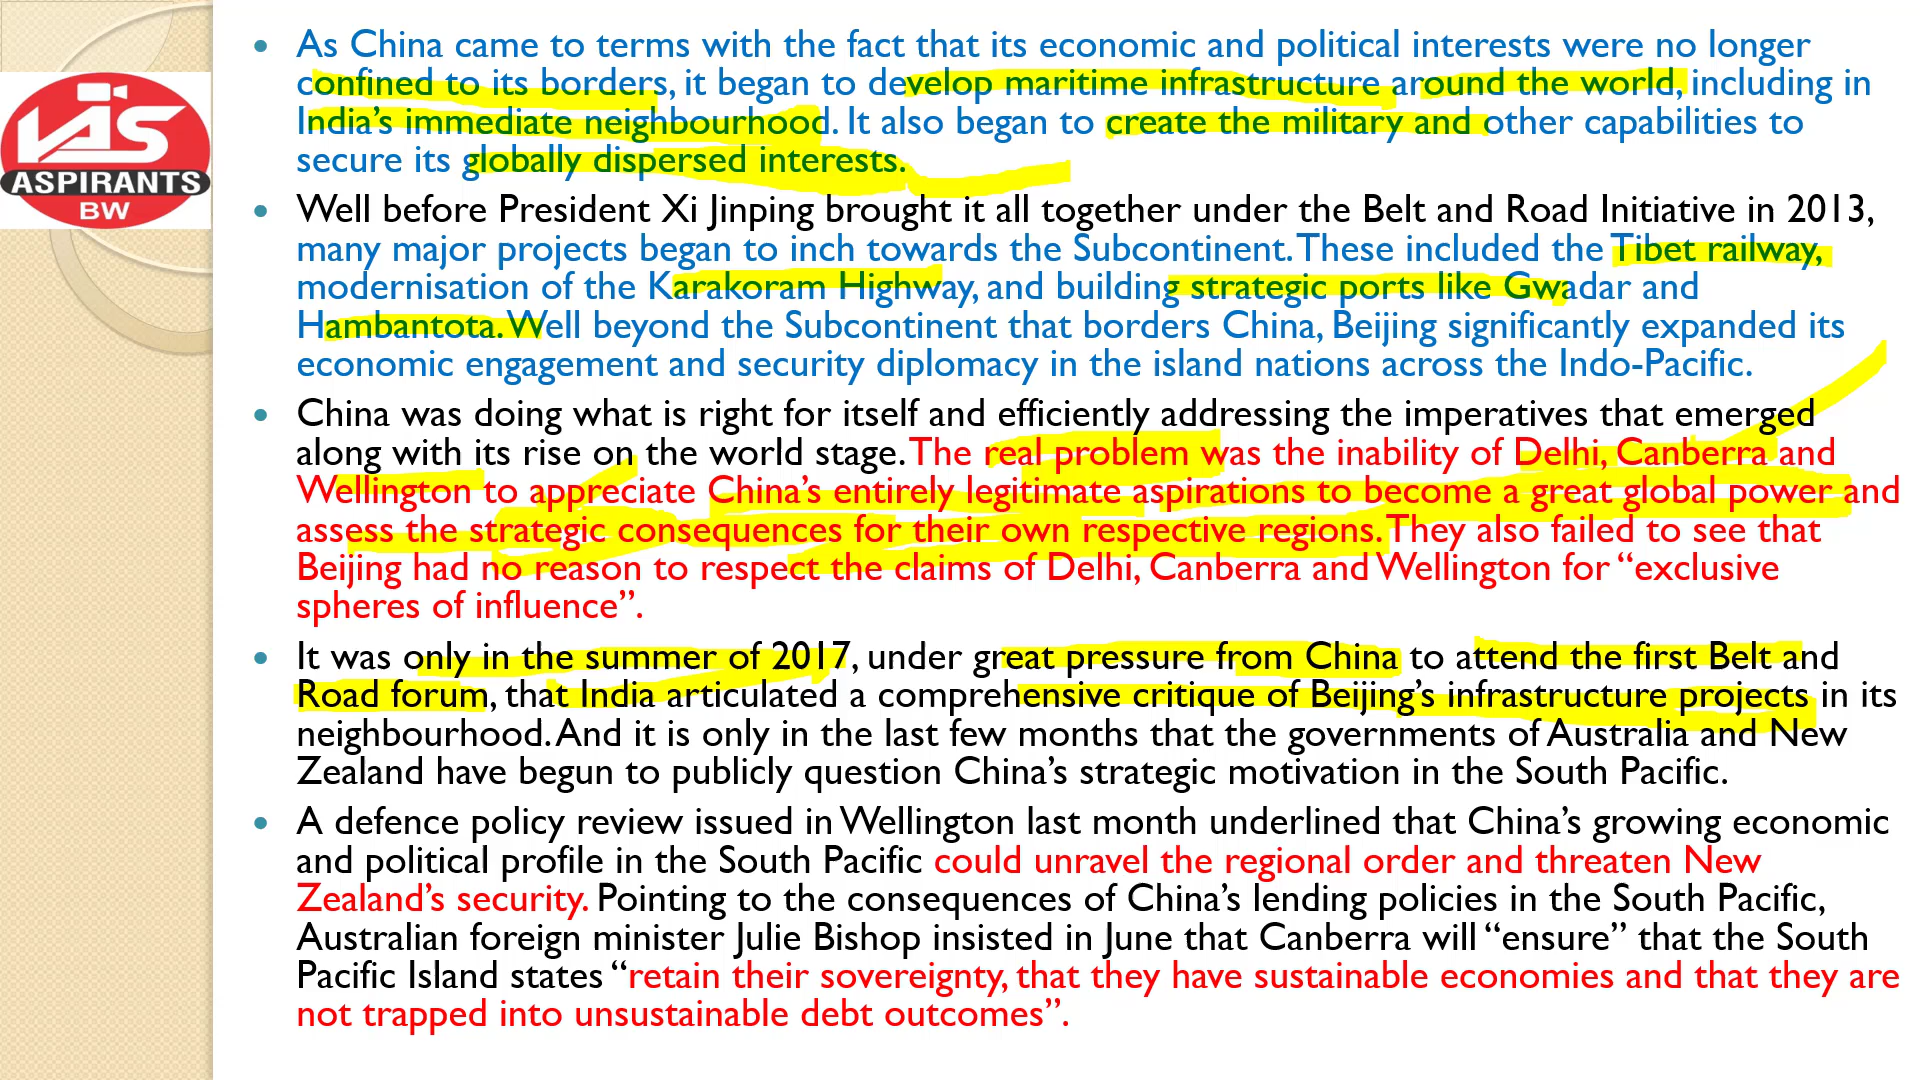 IAS
ASPIRANTS
BW
• As China came to terms with the fact that its economic and political interests were no longer
confined to its borders, it began to develop maritime infrastructure around the world, including in
India’s immediate neighbourhood. It also began to create the military and other capabilities to
secure its globally dispersed interests.
• Well before President Xi Jinping brought it all together under the Belt and Road Initiative in 2013,
many major projects began to inch towards the Subcontinent. These included the Tibet railway,
modernisation of the Karakoram Highway, and building strategic ports like Gwadar and
Hambantota. Well beyond the Subcontinent that borders China, Beijing significantly expanded its
economic engagement and security diplomacy in the island nations across the Indo-Pacific.
• China was doing what is right for itself and efficiently addressing the imperatives that emerged
along with its rise on the world stage. The real problem was the inability of Delhi, Canberra and
Wellington to appreciate China’s entirely legitimate aspirations to become a great global power and
assess the strategic consequences for their own respective regions. They also failed to see that
Beijing had no reason to respect the claims of Delhi, Canberra and Wellington for “exclusive
spheres of influence”.
• It was only in the summer of 2017, under great pressure from China to attend the first Belt and
Road forum, that India articulated a comprehensive critique of Beijing’s infrastructure projects in its
neighbourhood. And it is only in the last few months that the governments of Australia and New
Zealand have begun to publicly question China’s strategic motivation in the South Pacific.
• A defence policy review issued in Wellington last month underlined that China’s growing economic
and political profile in the South Pacific could unravel the regional order and threaten New
Zealand’s security. Pointing to the consequences of China’s lending policies in the South Pacific,
Australian foreign minister Julie Bishop insisted in June that Canberra will “ensure” that the South
Pacific Island states “retain their sovereignty, that they have sustainable economies and that they are
not trapped into unsustainable debt outcomes”.